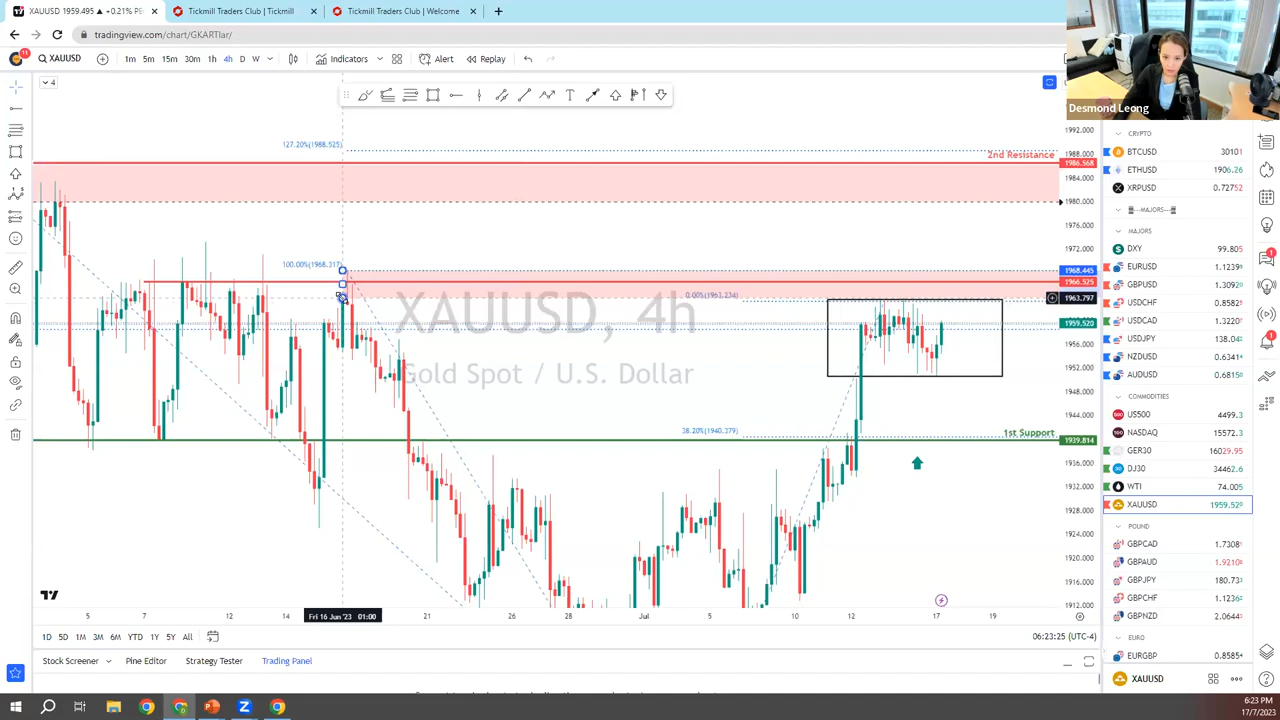 XAUUSD 1959.495 ▲ +0.21%
Tickmill Traders Club | Tickmill
Tickmill Traders Club | Welcome
tradingview.com/chart/GKARTIar/
11
XAUUSD
1m 5m 15m 30m 1h 4h D W
Indicators
Alert
Replay
4
Desmond Leong
127.20%(1988.525)
2nd Resistance
100.00%(1968.317)
0.00%(1963.234)
XAUUSD, 4h
Gold Spot / U.S. Dollar
38.20%(1940.379)
1st Support
1992.000
1988.000
1986.568
1984.000
1980.000
1976.000
1972.000
1968.445
1966.525
1963.797
1959.520
1956.000
1952.000
1948.000
1944.000
1939.814
1936.000
1932.000
1928.000
1924.000
1920.000
1916.000
1912.000
5 7 12 14 Fri 16 Jun '23 01:00 21 26 28 Jul 5 10 12 17 19
1D 5D 1M 3M 6M YTD 1Y 5Y All
06:23:25 (UTC-4)
Stock Screener Pine Editor Strategy Tester Trading Panel
CRYPTO
BTCUSD 30101
ETHUSD 1906.26
XRPUSD 0.72752
---MAJORS---
MAJORS
DXY 99.805
EURUSD 1.1239
GBPUSD 1.3092
USDCHF 0.8582
USDCAD 1.3220
USDJPY 138.04
NZDUSD 0.6341
AUDUSD 0.6815
COMMODITIES
US500 4499.3
NASDAQ 15572.3
GER30 16029.95
DJ30 34462.6
WTI 74.005
XAUUSD 1959.520
POUND
GBPCAD 1.7308
GBPAUD 1.9210
GBPJPY 180.73
GBPCHF 1.1236
GBPNZD 2.0644
EURO
EURGBP 0.8585
XAUUSD
6:23 PM
17/7/2023